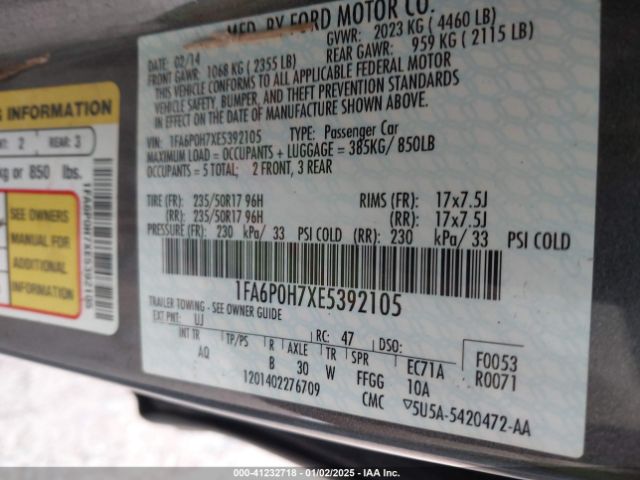 MFD. BY FORD MOTOR CO.
DATE: 02/14 GVWR: 2023 KG ( 4460 LB)
FRONT GAWR: 1068 KG ( 2355 LB) REAR GAWR: 959 KG ( 2115 LB)
THIS VEHICLE CONFORMS TO ALL APPLICABLE FEDERAL MOTOR
VEHICLE SAFETY, BUMPER, AND THEFT PREVENTION STANDARDS
IN EFFECT ON THE DATE OF MANUFACTURE SHOWN ABOVE.
VIN: 1FA6P0H7XE5392105 TYPE: Passenger Car
MAXIMUM LOAD = OCCUPANTS + LUGGAGE = 385KG/ 850LB
OCCUPANTS = 5 TOTAL; 2 FRONT, 3 REAR
TIRE (FR): 235/50R17 96H RIMS (FR): 17x7.5J
(RR): 235/50R17 96H (RR): 17x7.5J
PRESSURE (FR): 230 kPa/ 33 PSI COLD (RR): 230 kPa/ 33 PSI COLD
1FA6P0H7XE5392105
TRAILER TOWING - SEE OWNER GUIDE
EXT PNT: UJ RC: 47 DSO: F0053
INT TR TP/PS R AXLE TR SPR EC71A R0071
AQ B 30 W FFGG 10A
1201402276709 CMC ▽5U5A-5420472-AA
INFORMATION
2 REAR: 3
kg or 850 lbs.
1FA6P0H7XE5392105
SEE OWNERS
MANUAL FOR
ADDITIONAL
INFORMATION
000-41232718 - 01/02/2025 - IAA Inc.